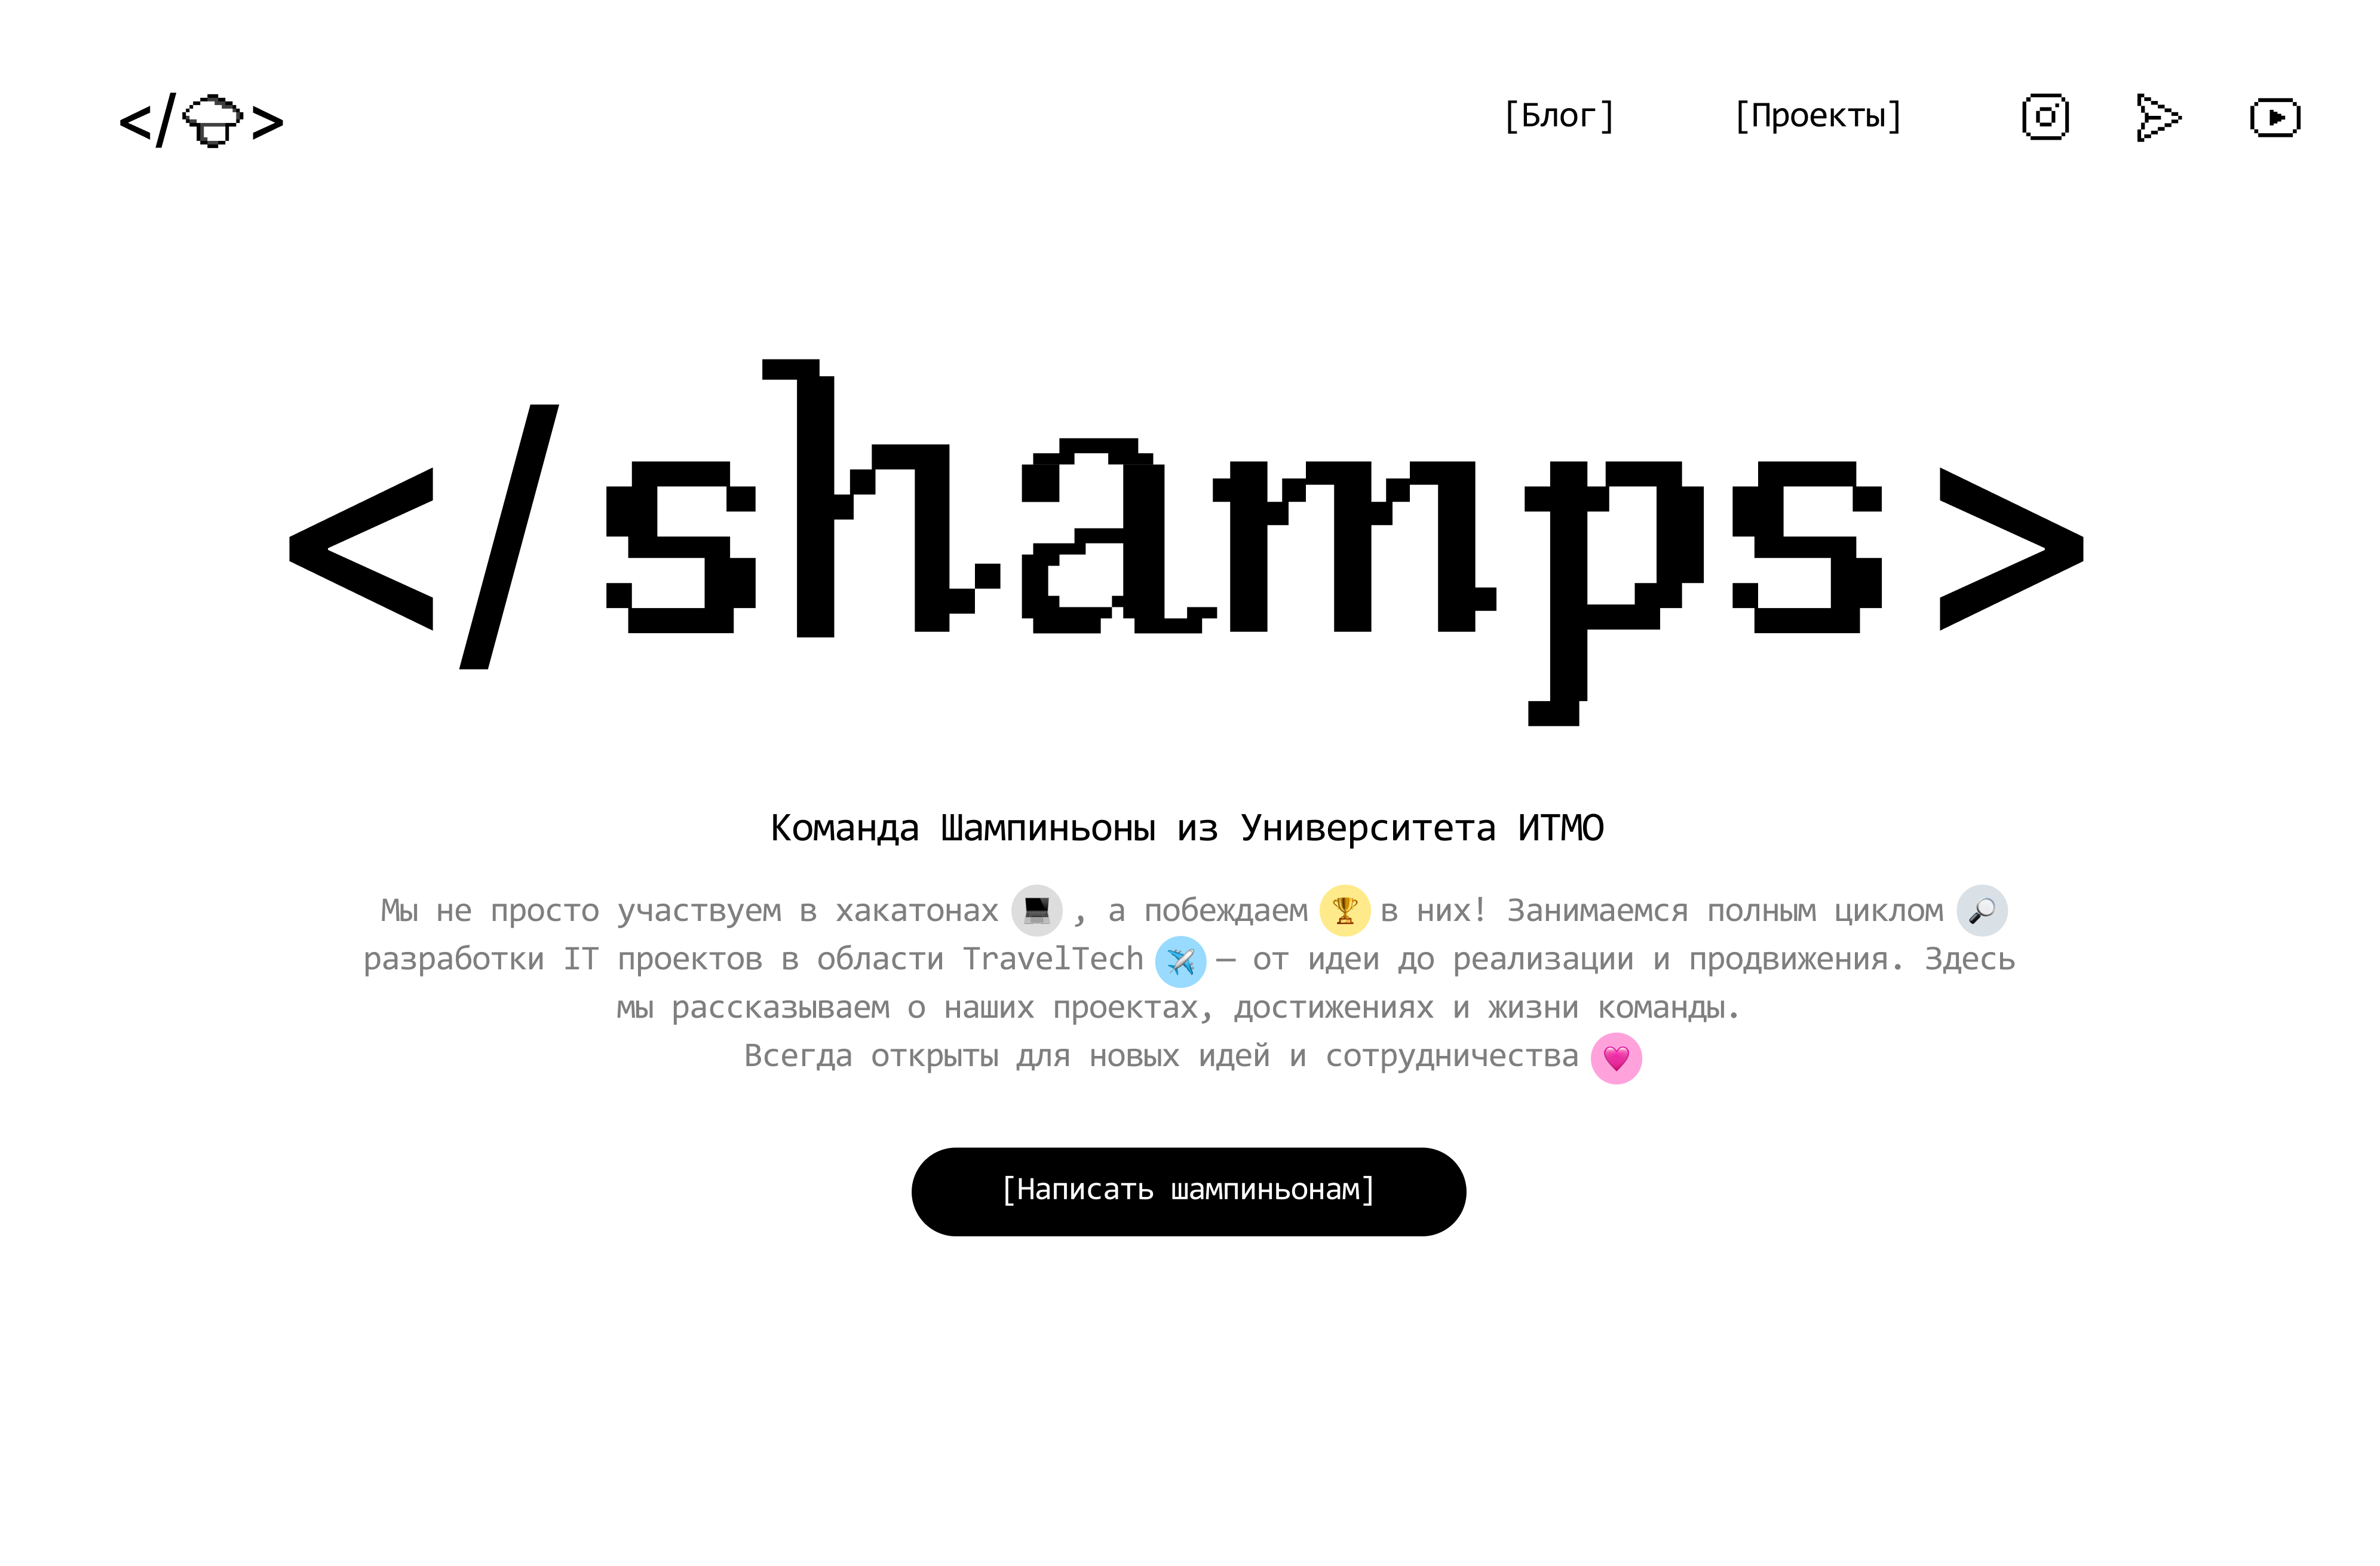 </>
[Блог] [Проекты]
</shamps>
Команда Шампиньоны из Университета ИТМО
Мы не просто участвуем в хакатонах 💻 , а побеждаем 🏆 в них! Занимаемся полным циклом 🔎
разработки IT проектов в области TravelTech ✈️ — от идеи до реализации и продвижения. Здесь
мы рассказываем о наших проектах, достижениях и жизни команды.
Всегда открыты для новых идей и сотрудничества 💗
[Написать шампиньонам]